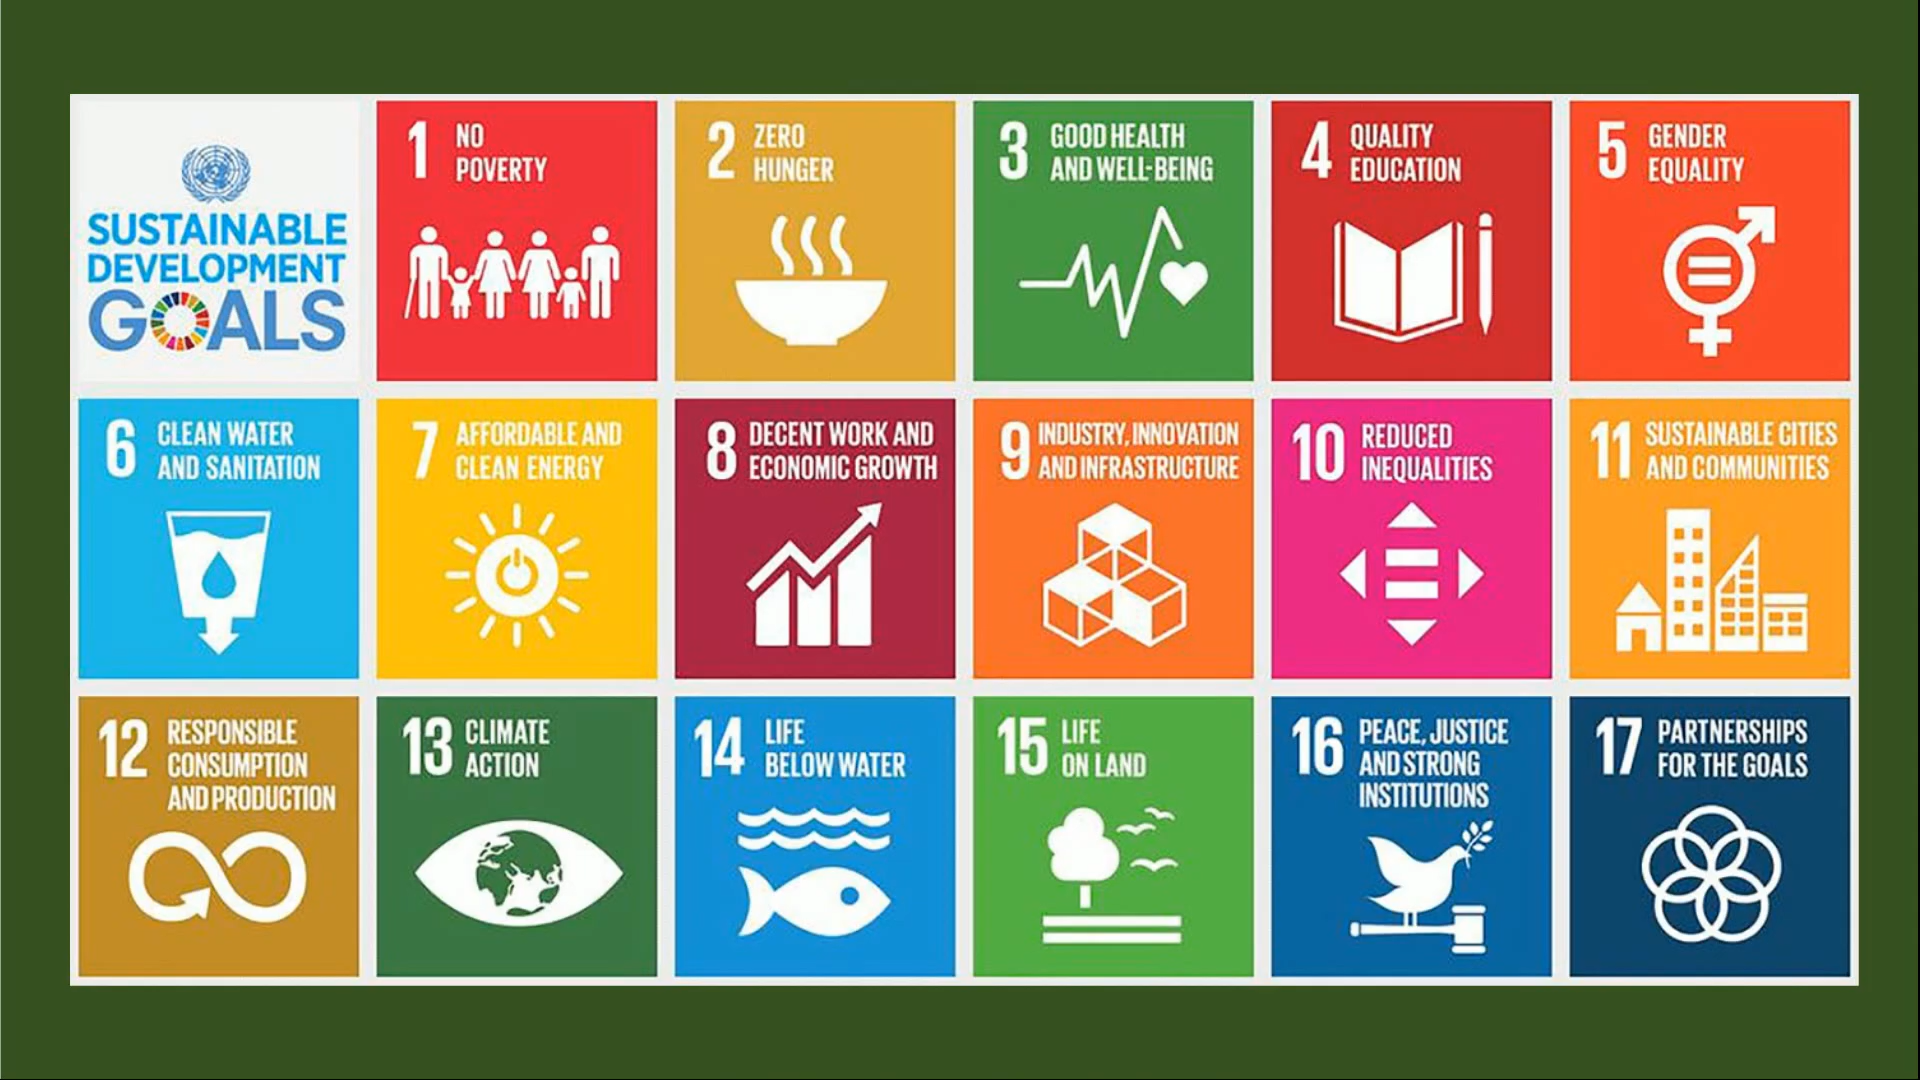 SUSTAINABLE
DEVELOPMENT
GOALS
1 NO
POVERTY
2 ZERO
HUNGER
3 GOOD HEALTH
AND WELL-BEING
4 QUALITY
EDUCATION
5 GENDER
EQUALITY
6 CLEAN WATER
AND SANITATION
7 AFFORDABLE AND
CLEAN ENERGY
8 DECENT WORK AND
ECONOMIC GROWTH
9 INDUSTRY, INNOVATION
AND INFRASTRUCTURE
10 REDUCED
INEQUALITIES
11 SUSTAINABLE CITIES
AND COMMUNITIES
12 RESPONSIBLE
CONSUMPTION
AND PRODUCTION
13 CLIMATE
ACTION
14 LIFE
BELOW WATER
15 LIFE
ON LAND
16 PEACE, JUSTICE
AND STRONG
INSTITUTIONS
17 PARTNERSHIPS
FOR THE GOALS